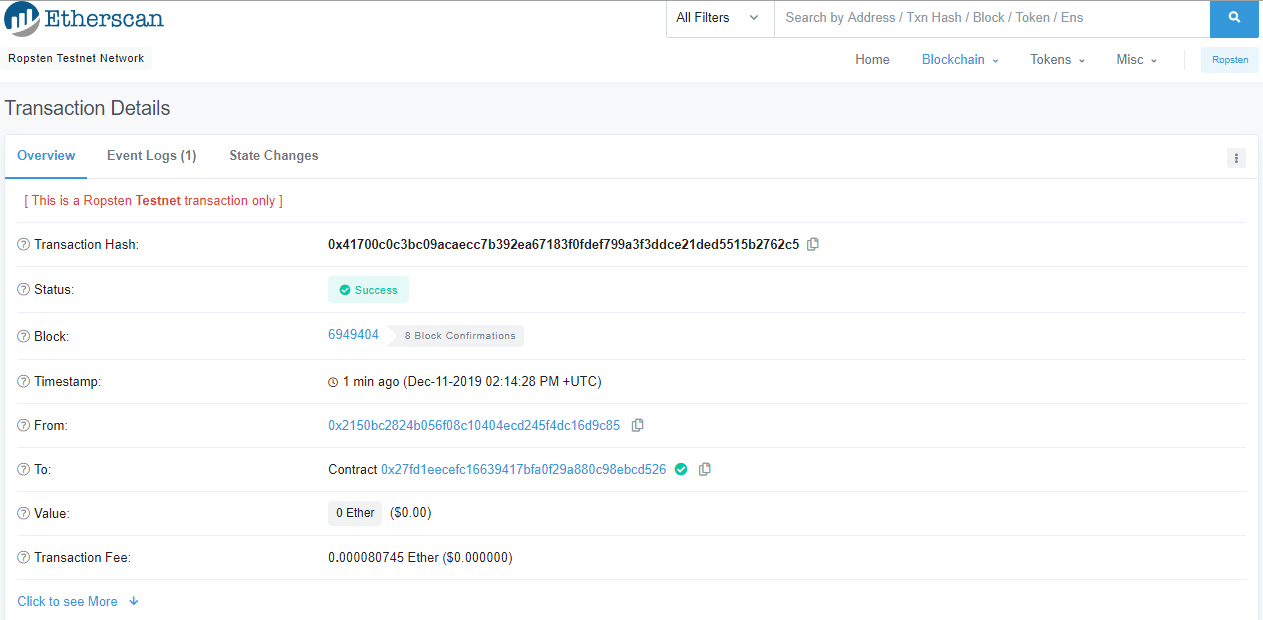 Etherscan
All Filters Search by Address / Txn Hash / Block / Token / Ens
Ropsten Testnet Network
Home Blockchain Tokens Misc Ropsten
Transaction Details
Overview Event Logs (1) State Changes
[ This is a Ropsten Testnet transaction only ]
Transaction Hash: 0x41700c0c3bc09acaecc7b392ea67183f0fdef799a3f3ddce21ded5515b2762c5
Status: Success
Block: 6949404 8 Block Confirmations
Timestamp: 1 min ago (Dec-11-2019 02:14:28 PM +UTC)
From: 0x2150bc2824b056f08c10404ecd245f4dc16d9c85
To: Contract 0x27fd1eecefc16639417bfa0f29a880c98ebcd526
Value: 0 Ether ($0.00)
Transaction Fee: 0.000080745 Ether ($0.000000)
Click to see More